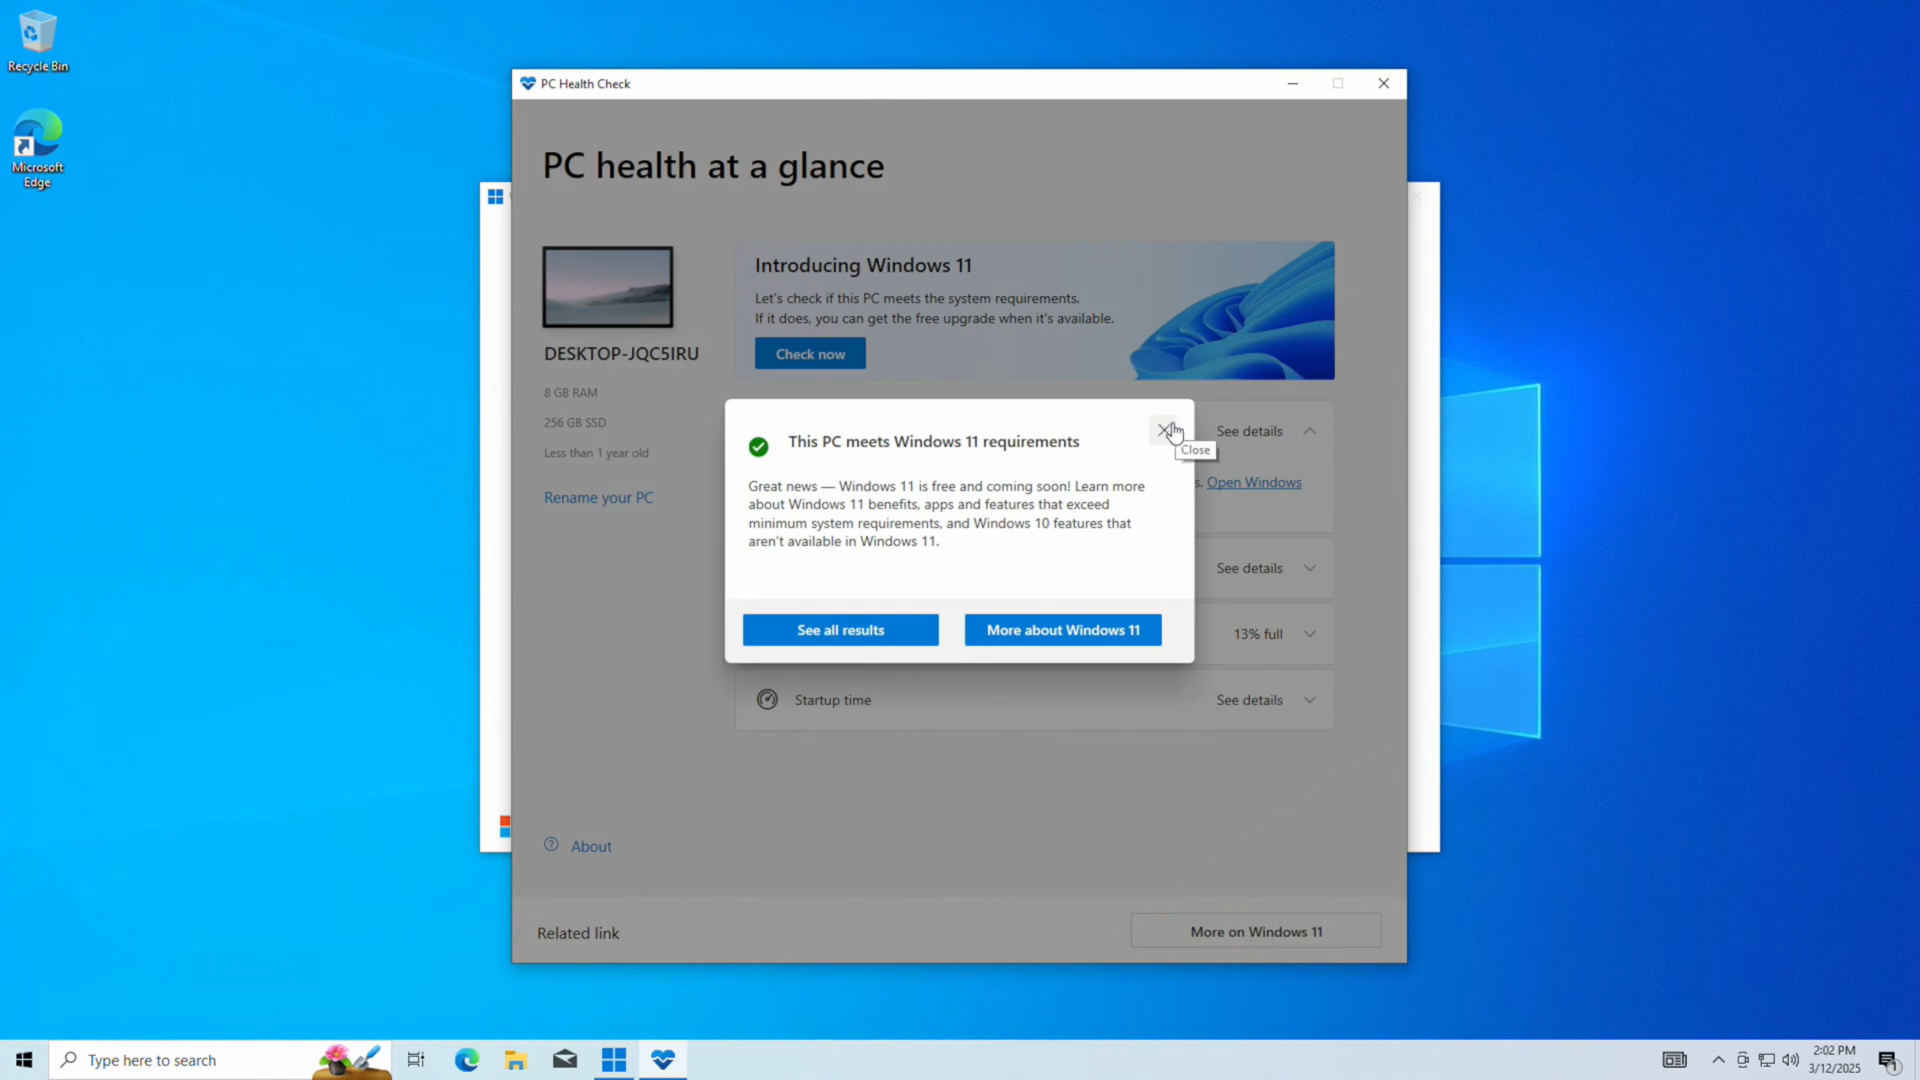 Recycle Bin
Microsoft
Edge
PC Health Check
PC health at a glance
DESKTOP-JQC5IRU
8 GB RAM
256 GB SSD
Less than 1 year old
Rename your PC
Introducing Windows 11
Let's check if this PC meets the system requirements.
If it does, you can get the free upgrade when it's available.
Check now
See details
s. Open Windows
This PC meets Windows 11 requirements
Close
Great news — Windows 11 is free and coming soon! Learn more
about Windows 11 benefits, apps and features that exceed
minimum system requirements, and Windows 10 features that
aren't available in Windows 11.
See all results
More about Windows 11
See details
13% full
Startup time
See details
About
Related link
More on Windows 11
Type here to search
2:02 PM
3/12/2025
1